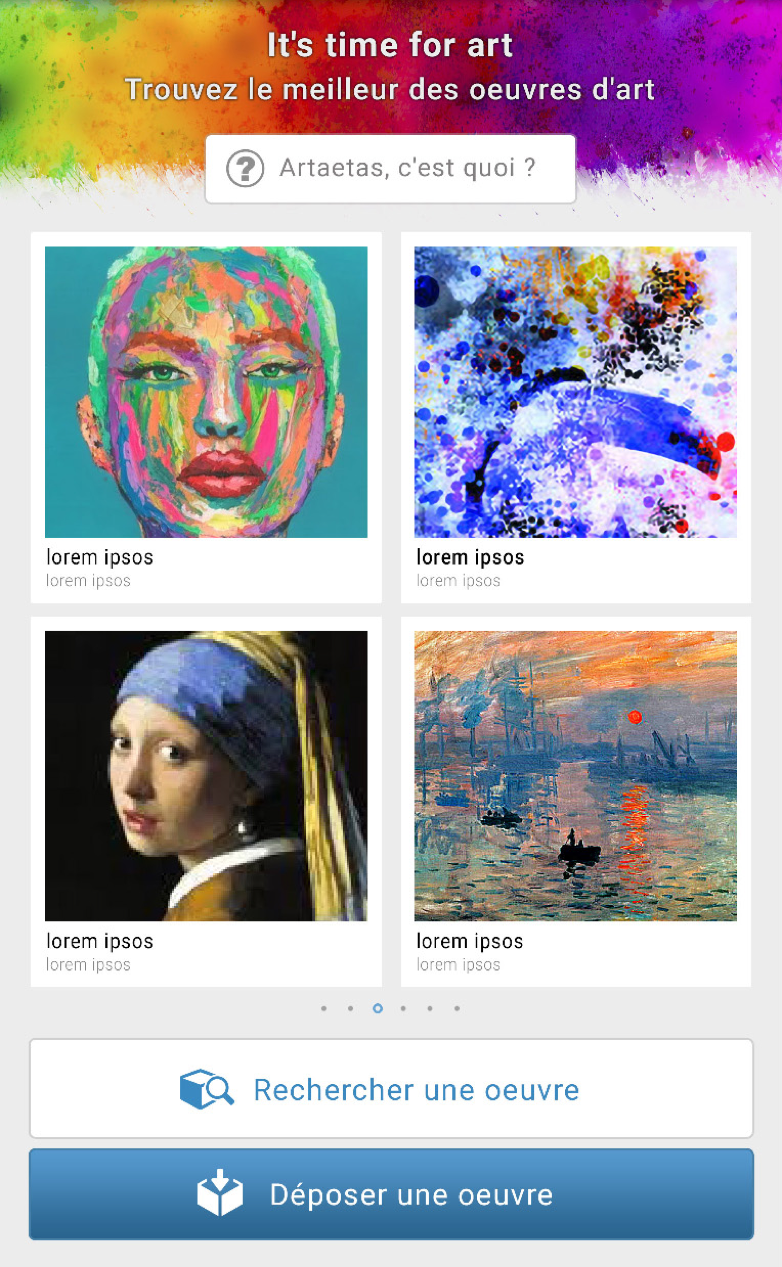 It's time for art
Trouvez le meilleur des oeuvres d'art
Artaetas, c'est quoi ?
lorem ipsos
lorem ipsos
lorem ipsos
lorem ipsos
lorem ipsos
lorem ipsos
lorem ipsos
lorem ipsos
Rechercher une oeuvre
Déposer une oeuvre